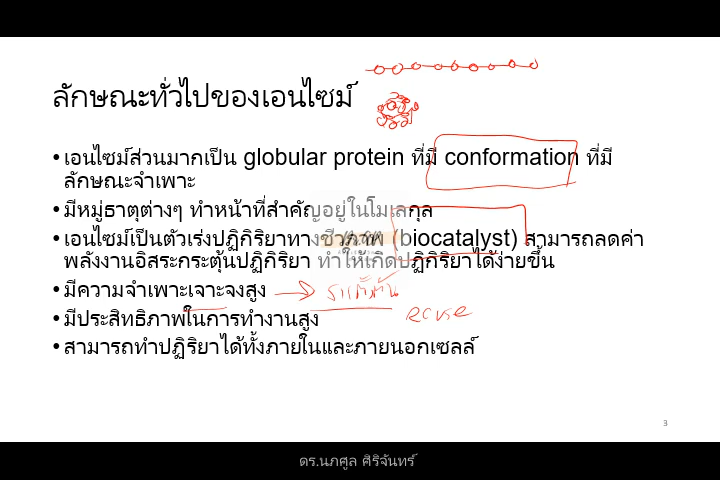 ลักษณะทั่วไปของเอนไซม์
• เอนไซม์ส่วนมากเป็น globular protein ที่มี conformation ที่มี
ลักษณะจำเพาะ
• มีหมู่ธาตุต่างๆ ทำหน้าที่สำคัญอยู่ในโมเลกุล
• เอนไซม์เป็นตัวเร่งปฏิกิริยาทางชีวภาพ (biocatalyst) สามารถลดค่า
พลังงานอิสระกระตุ้นปฏิกิริยา ทำให้เกิดปฏิกิริยาได้ง่ายขึ้น
• มีความจำเพาะเจาะจงสูง
• มีประสิทธิภาพในการทำงานสูง
• สามารถทำปฏิริยาได้ทั้งภายในและภายนอกเซลล์
3
ดร.นภศูล ศิริจันทร์